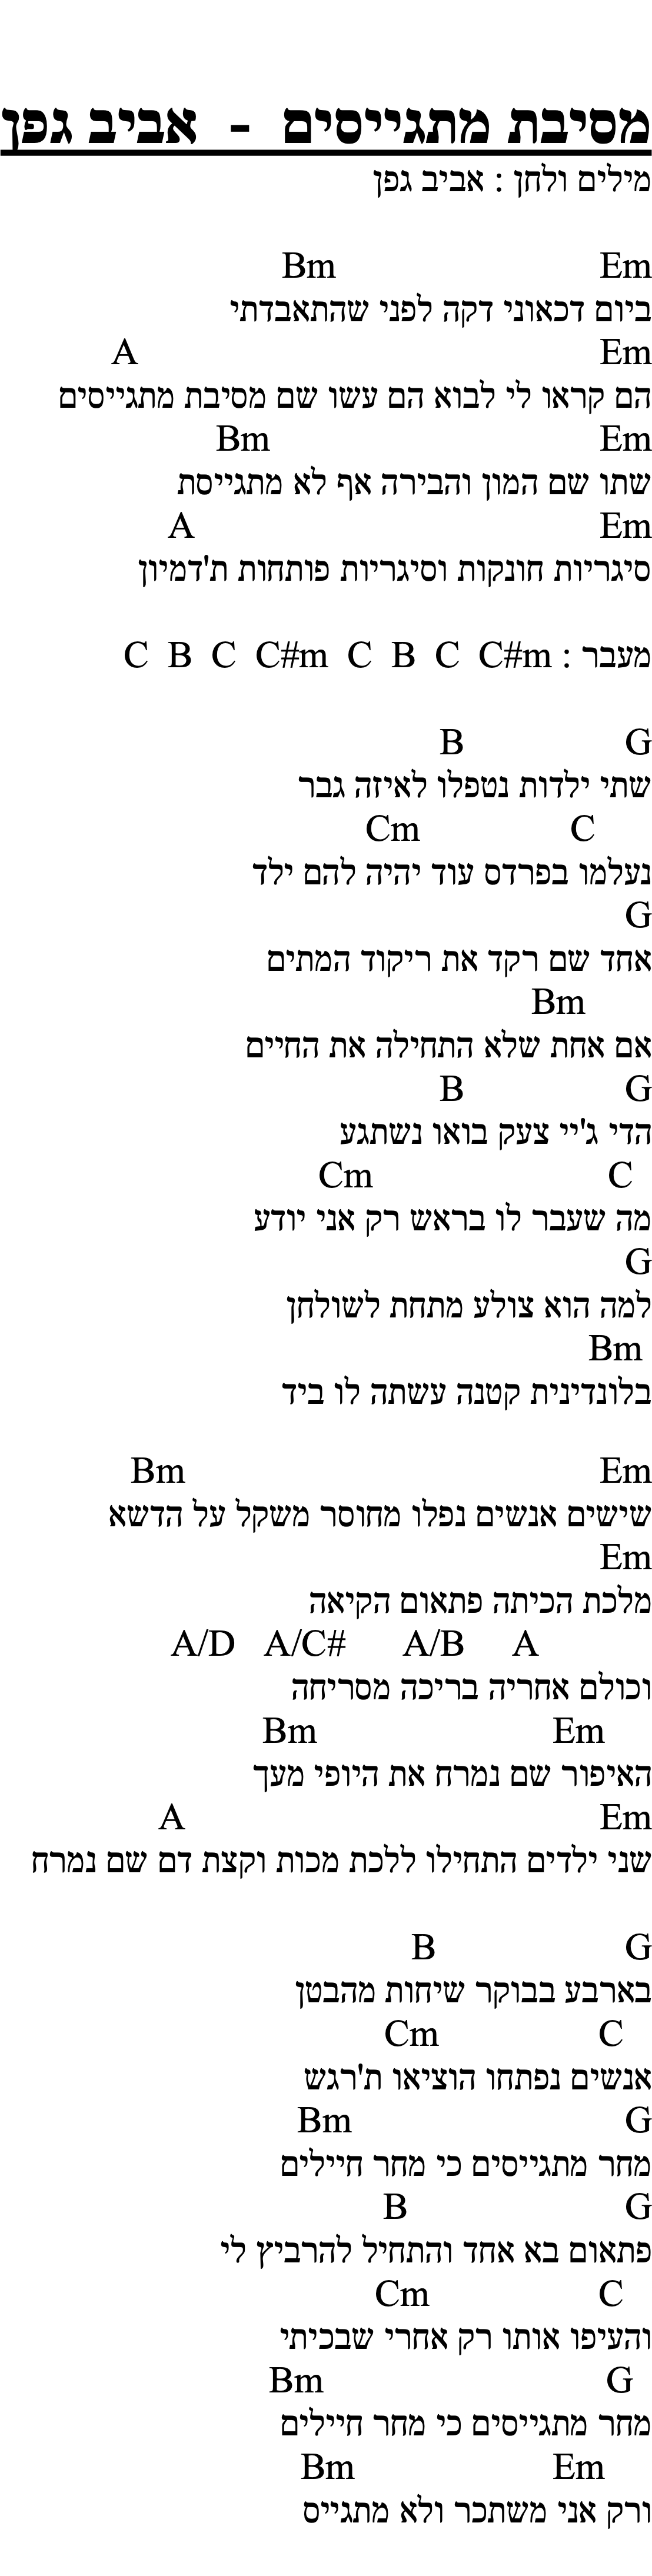 מסיבת מתגייסים - אביב גפן
מילים ולחן : אביב גפן
Em Bm
ביום דכאוני דקה לפני שהתאבדתי
Em A
הם קראו לי לבוא הם עשו שם מסיבת מתגייסים
Em Bm
שתו שם המון והבירה אף לא מתגייסת
Em A
סיגריות חונקות וסיגריות פותחות ת'דמיון
מעבר : C#m C B C C#m C B C
G B
שתי ילדות נטפלו לאיזה גבר
C Cm
נעלמו בפרדס עוד יהיה להם ילד
G
אחד שם רקד את ריקוד המתים
Bm
אם אחת שלא התחילה את החיים
G B
הדי ג'יי צעק בואו נשתגע
C Cm
מה שעבר לו בראש רק אני יודע
G
למה הוא צולע מתחת לשולחן
Bm
בלונדינית קטנה עשתה לו ביד
Em Bm
שישים אנשים נפלו מחוסר משקל על הדשא
Em
מלכת הכיתה פתאום הקיאה
A A/B A/C# A/D
וכולם אחריה בריכה מסריחה
Em Bm
האיפור שם נמרח את היופי מעך
Em A
שני ילדים התחילו ללכת מכות וקצת דם שם נמרח
G B
בארבע בבוקר שיחות מהבטן
C Cm
אנשים נפתחו הוציאו ת'רגש
G Bm
מחר מתגייסים כי מחר חיילים
G B
פתאום בא אחד והתחיל להרביץ לי
C Cm
והעיפו אותו רק אחרי שבכיתי
G Bm
מחר מתגייסים כי מחר חיילים
Em Bm
ורק אני משתכר ולא מתגייס